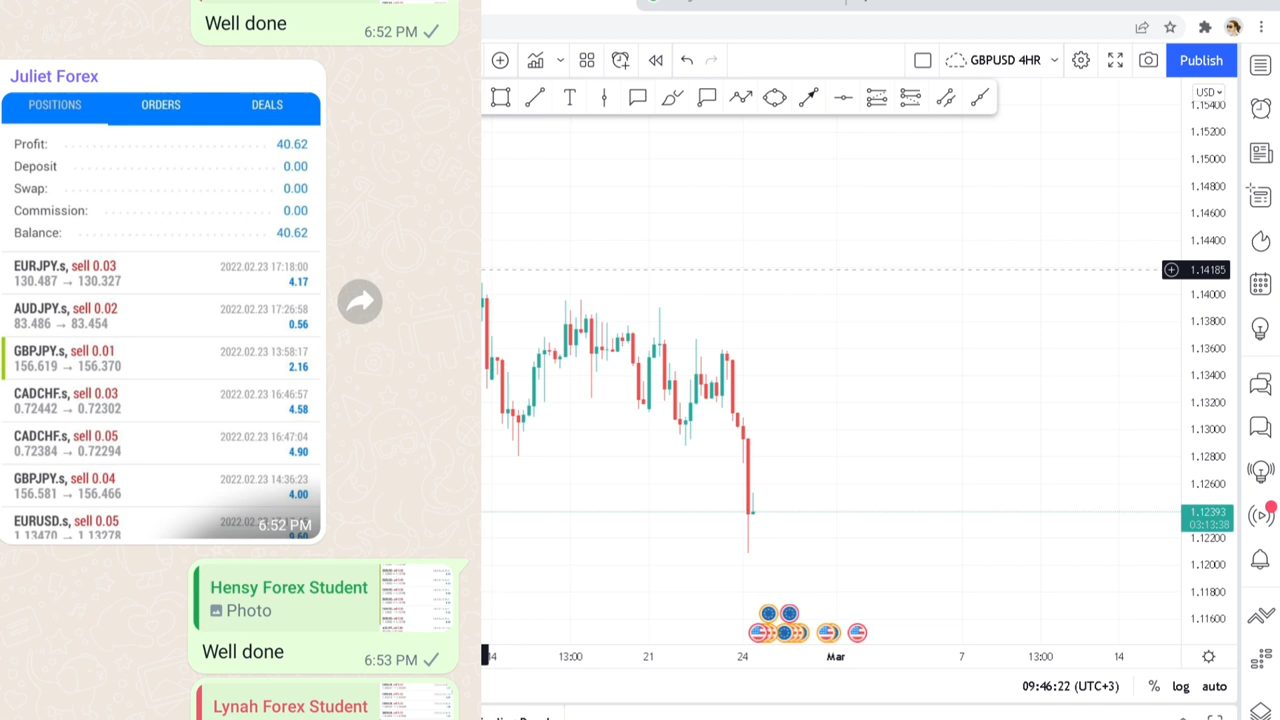 Well done
6:52 PM
Juliet Forex
POSITIONS ORDERS DEALS
Profit: 40.62
Deposit 0.00
Swap: 0.00
Commission: 0.00
Balance: 40.62
EURJPY.s, sell 0.03 2022.02.23 17:18:00
130.487 → 130.327 4.17
AUDJPY.s, sell 0.02 2022.02.23 17:26:58
83.486 → 83.454 0.56
GBPJPY.s, sell 0.01 2022.02.23 13:58:17
156.619 → 156.370 2.16
CADCHF.s, sell 0.03 2022.02.23 16:46:57
0.72442 → 0.72302 4.58
CADCHF.s, sell 0.05 2022.02.23 16:47:04
0.72384 → 0.72294 4.90
GBPJPY.s, sell 0.04 2022.02.23 14:36:23
156.581 → 156.466 4.00
EURUSD.s, sell 0.05
1.13470 → 1.13278 9.60
6:52 PM
Hensy Forex Student
Photo
Well done
6:53 PM
Lynah Forex Student
GBPUSD 4HR
Publish
T
USD
1.15400
1.15200
1.15000
1.14800
1.14600
1.14400
1.14185
1.14000
1.13800
1.13600
1.13400
1.13200
1.13000
1.12800
1.12600
1.12393
03:13:38
1.12200
1.12000
1.11800
1.11600
14 13:00 21 24 Mar 7 13:00 14
09:46:22 (UTC+3) % log auto